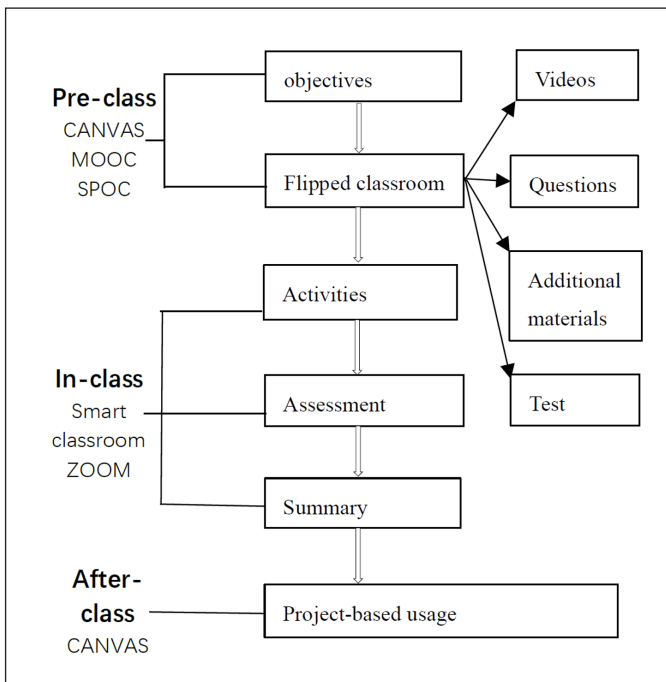 objectives
Videos
Pre-class
CANVAS
MOOC
SPOC
Flipped classroom
Questions
Additional
materials
Activities
In-class
Smart
classroom
ZOOM
Assessment
Test
Summary
After-
class
CANVAS
Project-based usage